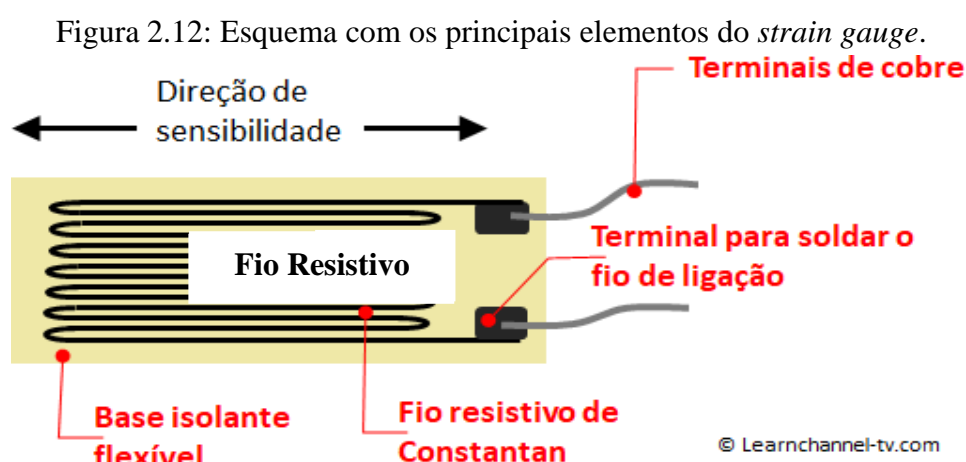 Figura 2.12: Esquema com os principais elementos do strain gauge.
Terminais de cobre
Direção de
sensibilidade
Fio Resistivo
Terminal para soldar o
fio de ligação
Base isolante
flexível
Fio resistivo de
Constantan
© Learnchannel-tv.com